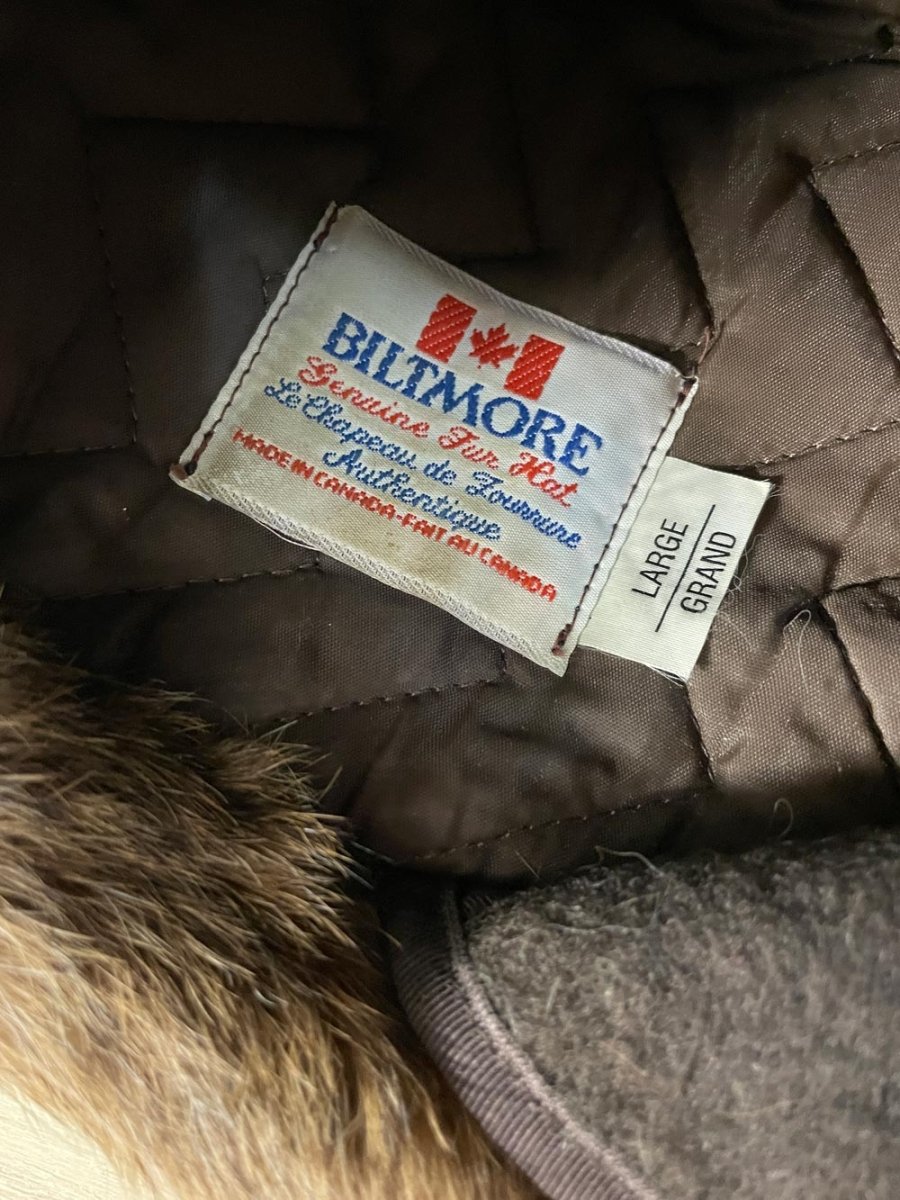 BILTMORE
Genuine Fur Hat
Le Chapeau de Fourrure
Authentique
MADE IN CANADA-FAIT AU CANADA
LARGE
GRAND